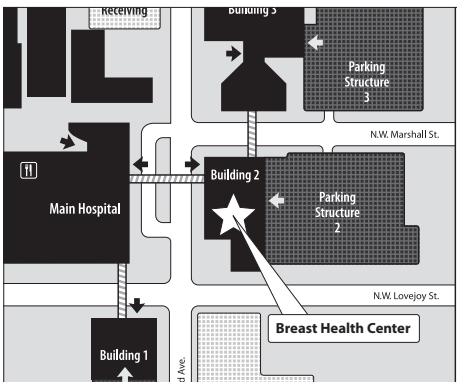 Receiving
Building 3
Parking
Structure
3
N.W. Marshall St.
Building 2
Main Hospital
Parking
Structure
2
N.W. Lovejoy St.
Breast Health Center
Building 1
Ave.